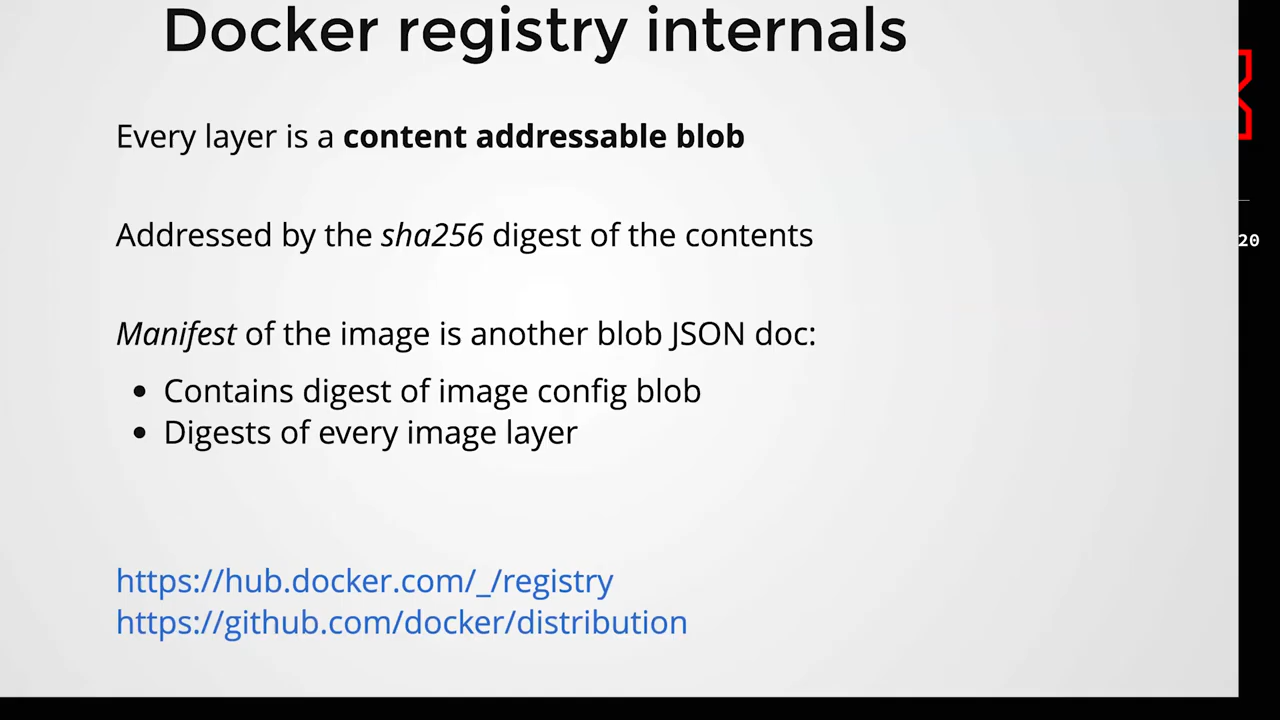 Docker registry internals
Every layer is a content addressable blob
Addressed by the sha256 digest of the contents
Manifest of the image is another blob JSON doc:
• Contains digest of image config blob
• Digests of every image layer
https://hub.docker.com/_/registry
https://github.com/docker/distribution
20